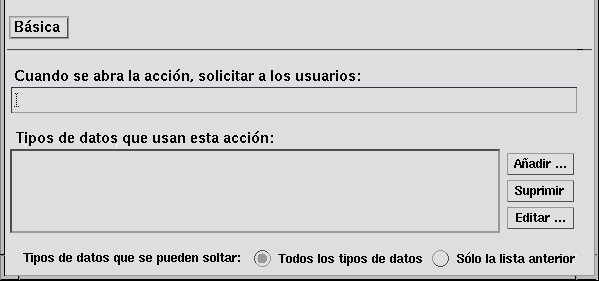 Básica
Cuando se abra la acción, solicitar a los usuarios:
Tipos de datos que usan esta acción:
Añadir ...
Suprimir
Editar ...
Tipos de datos que se pueden soltar: Todos los tipos de datos Sólo la lista anterior